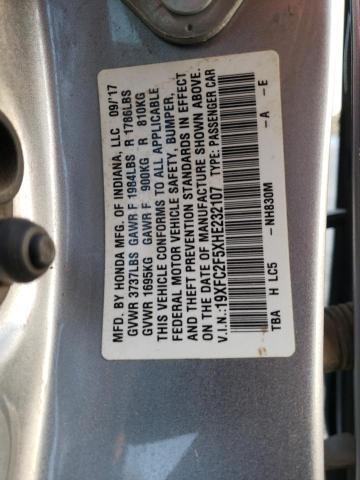 MFD. BY HONDA MFG. OF INDIANA, LLC 09/'17
GVWR 3737LBS GAWR F 1984LBS R 1786LBS
GVWR 1695KG GAWR F 900KG R 810KG
THIS VEHICLE CONFORMS TO ALL APPLICABLE
FEDERAL MOTOR VEHICLE SAFETY, BUMPER,
AND THEFT PREVENTION STANDARDS IN EFFECT
ON THE DATE OF MANUFACTURE SHOWN ABOVE.
V.I.N.:19XFC2F5XHE232107 TYPE: PASSENGER CAR
TBA H LC5 -NH830M -A -E